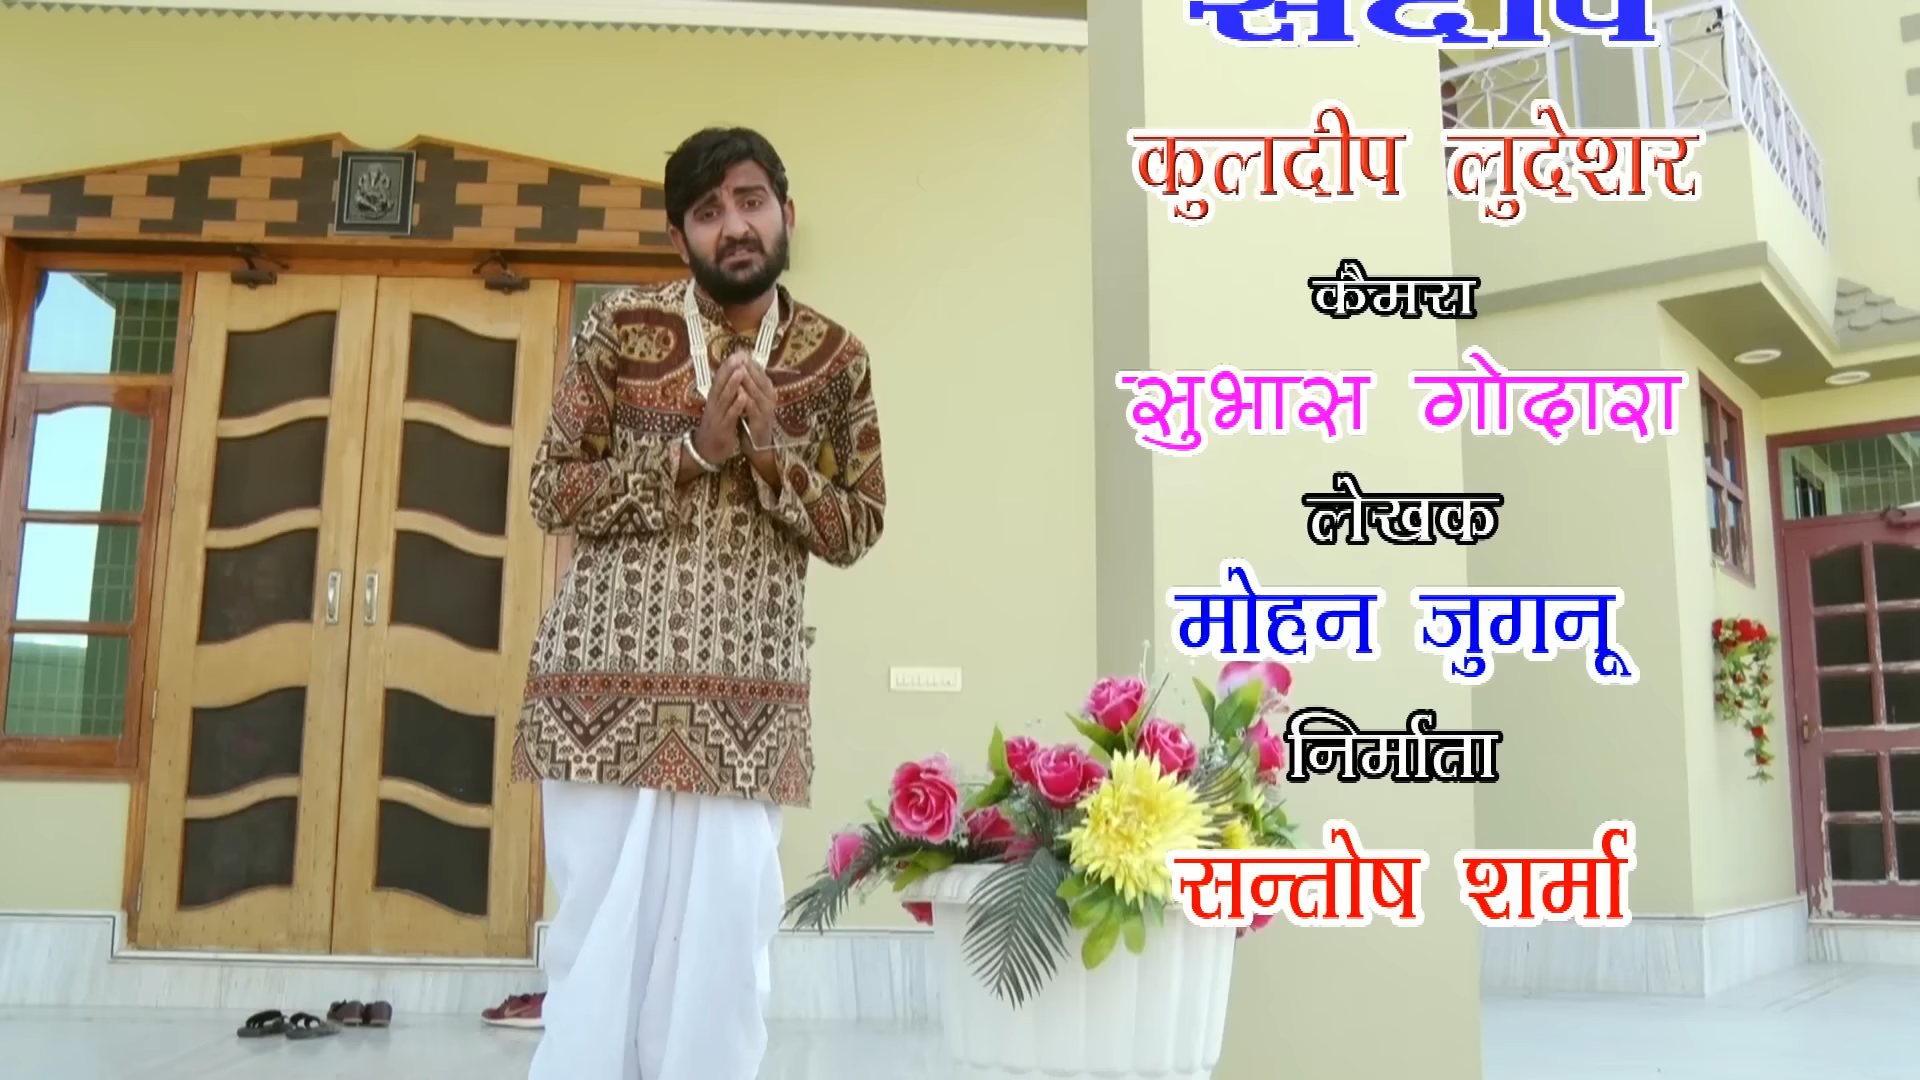 संदीप
कुलदीप लुदेशर
कैमरा
सुभास गोदारा
लेखक
मोहन जुगनू
निर्माता
सन्तोष शर्मा